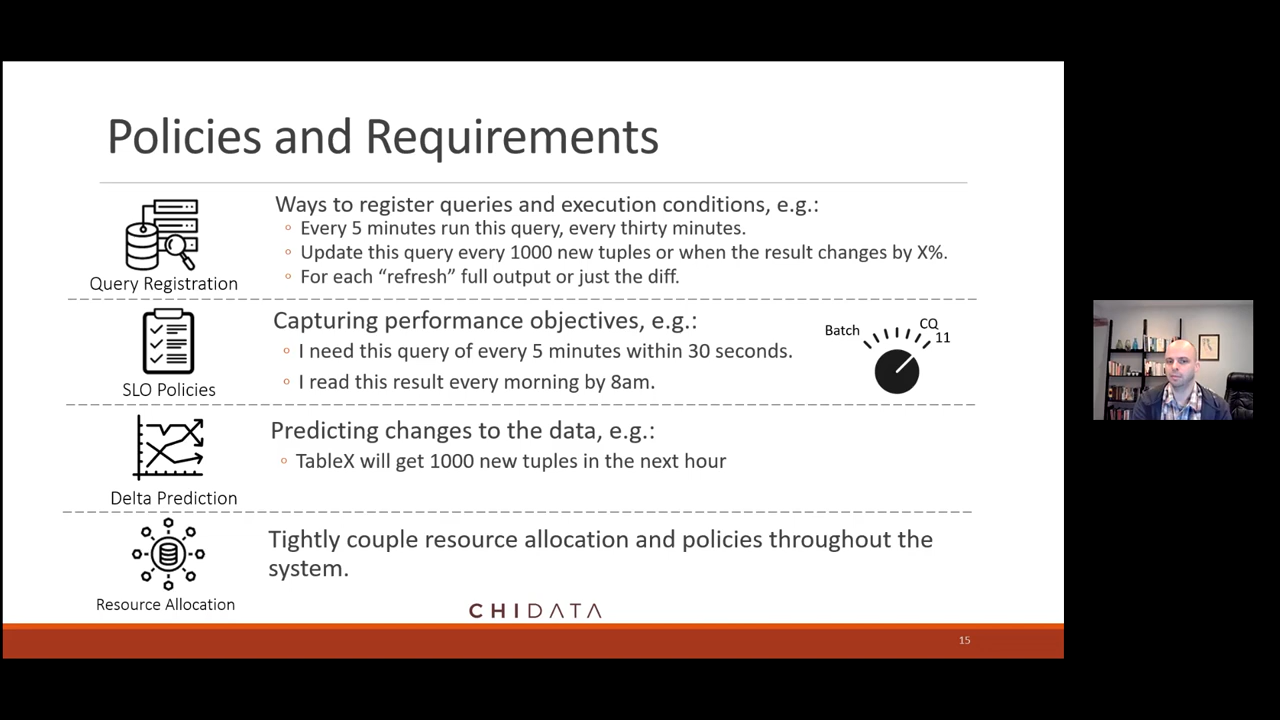 Policies and Requirements
Query Registration
Ways to register queries and execution conditions, e.g.:
Every 5 minutes run this query, every thirty minutes.
Update this query every 1000 new tuples or when the result changes by X%.
For each “refresh” full output or just the diff.
SLO Policies
Capturing performance objectives, e.g.:
I need this query of every 5 minutes within 30 seconds.
I read this result every morning by 8am.
Batch
CQ
11
Delta Prediction
Predicting changes to the data, e.g.:
TableX will get 1000 new tuples in the next hour
Resource Allocation
Tightly couple resource allocation and policies throughout the
system.
CHIDATA
15